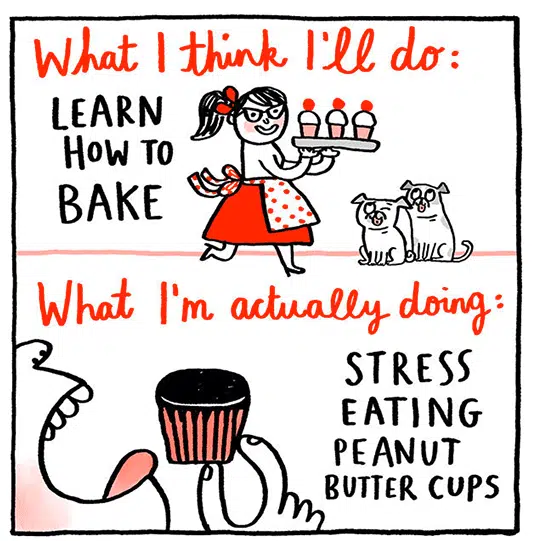 What I think I'll do:
LEARN
HOW TO
BAKE
What I'm actually doing:
STRESS
EATING
PEANUT
BUTTER CUPS